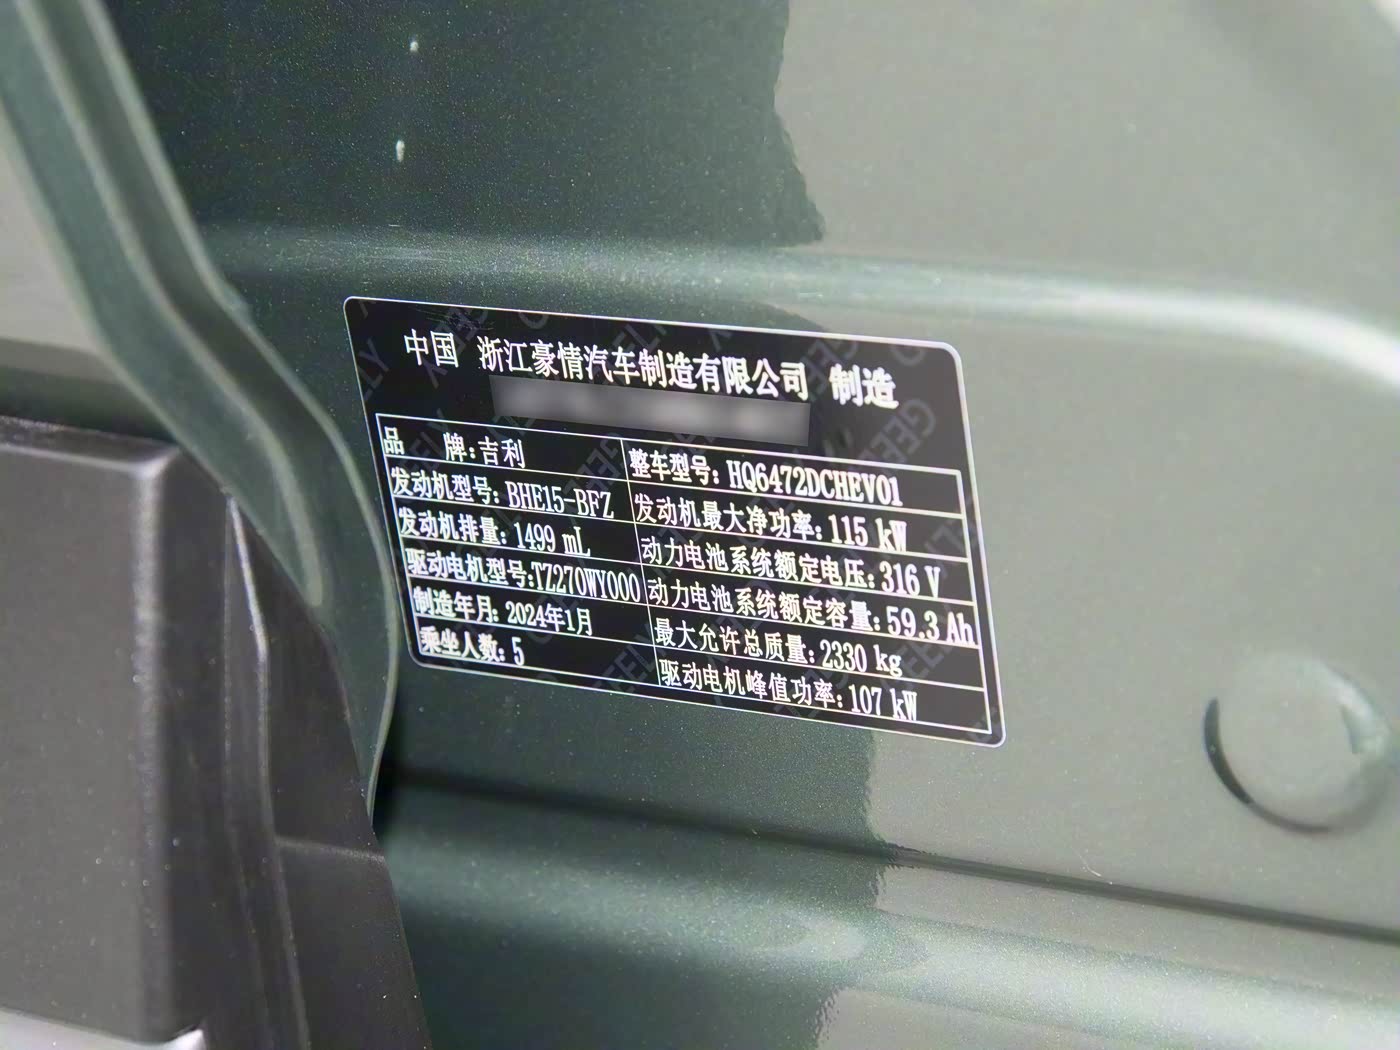 中国 浙江豪情汽车制造有限公司 制造
品 牌:吉利 整车型号: HQ6472DCHEV01
发动机型号: BHE15-BFZ 发动机最大净功率: 115 kW
发动机排量: 1499 mL 动力电池系统额定电压: 316 V
驱动电机型号:TZ270WY000 动力电池系统额定容量: 59.3 Ah
制造年月: 2024年1月 最大允许总质量: 2330 kg
乘坐人数: 5 驱动电机峰值功率: 107 kW